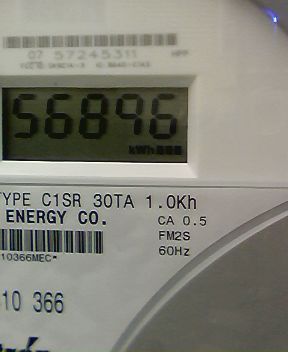 07 57245311
56896
kWh
TYPE C1SR 30TA 1.0Kh
ENERGY CO.
CA 0.5
FM2S
60Hz
10366MEC*
10 366